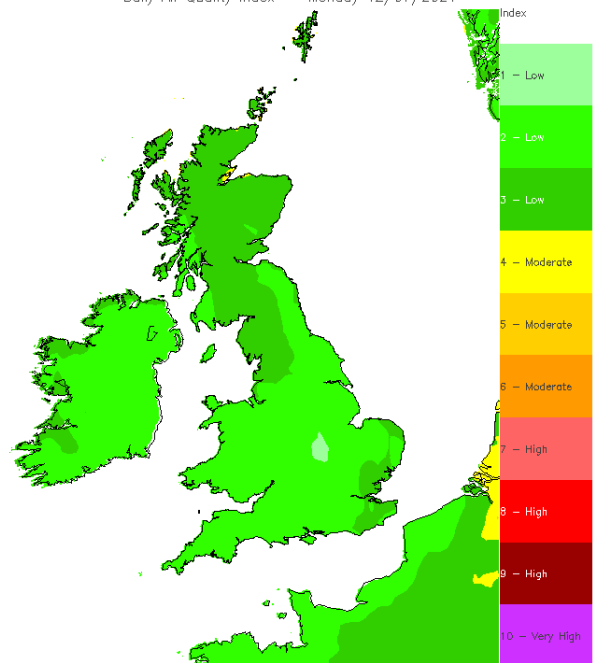 Index
1 - Low
2 - Low
3 - Low
4 - Moderate
5 - Moderate
6 - Moderate
7 - High
8 - High
9 - High
10 - Very High